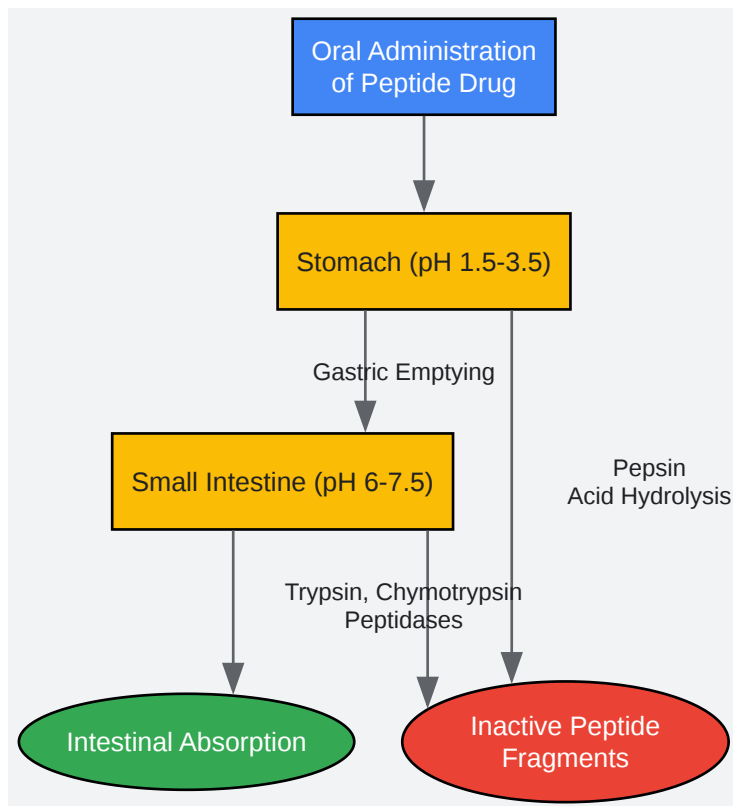 Oral Administration
of Peptide Drug
Stomach (pH 1.5-3.5)
Gastric Emptying
Pepsin
Acid Hydrolysis
Small Intestine (pH 6-7.5)
Trypsin, Chymotrypsin
Peptidases
Intestinal Absorption
Inactive Peptide
Fragments